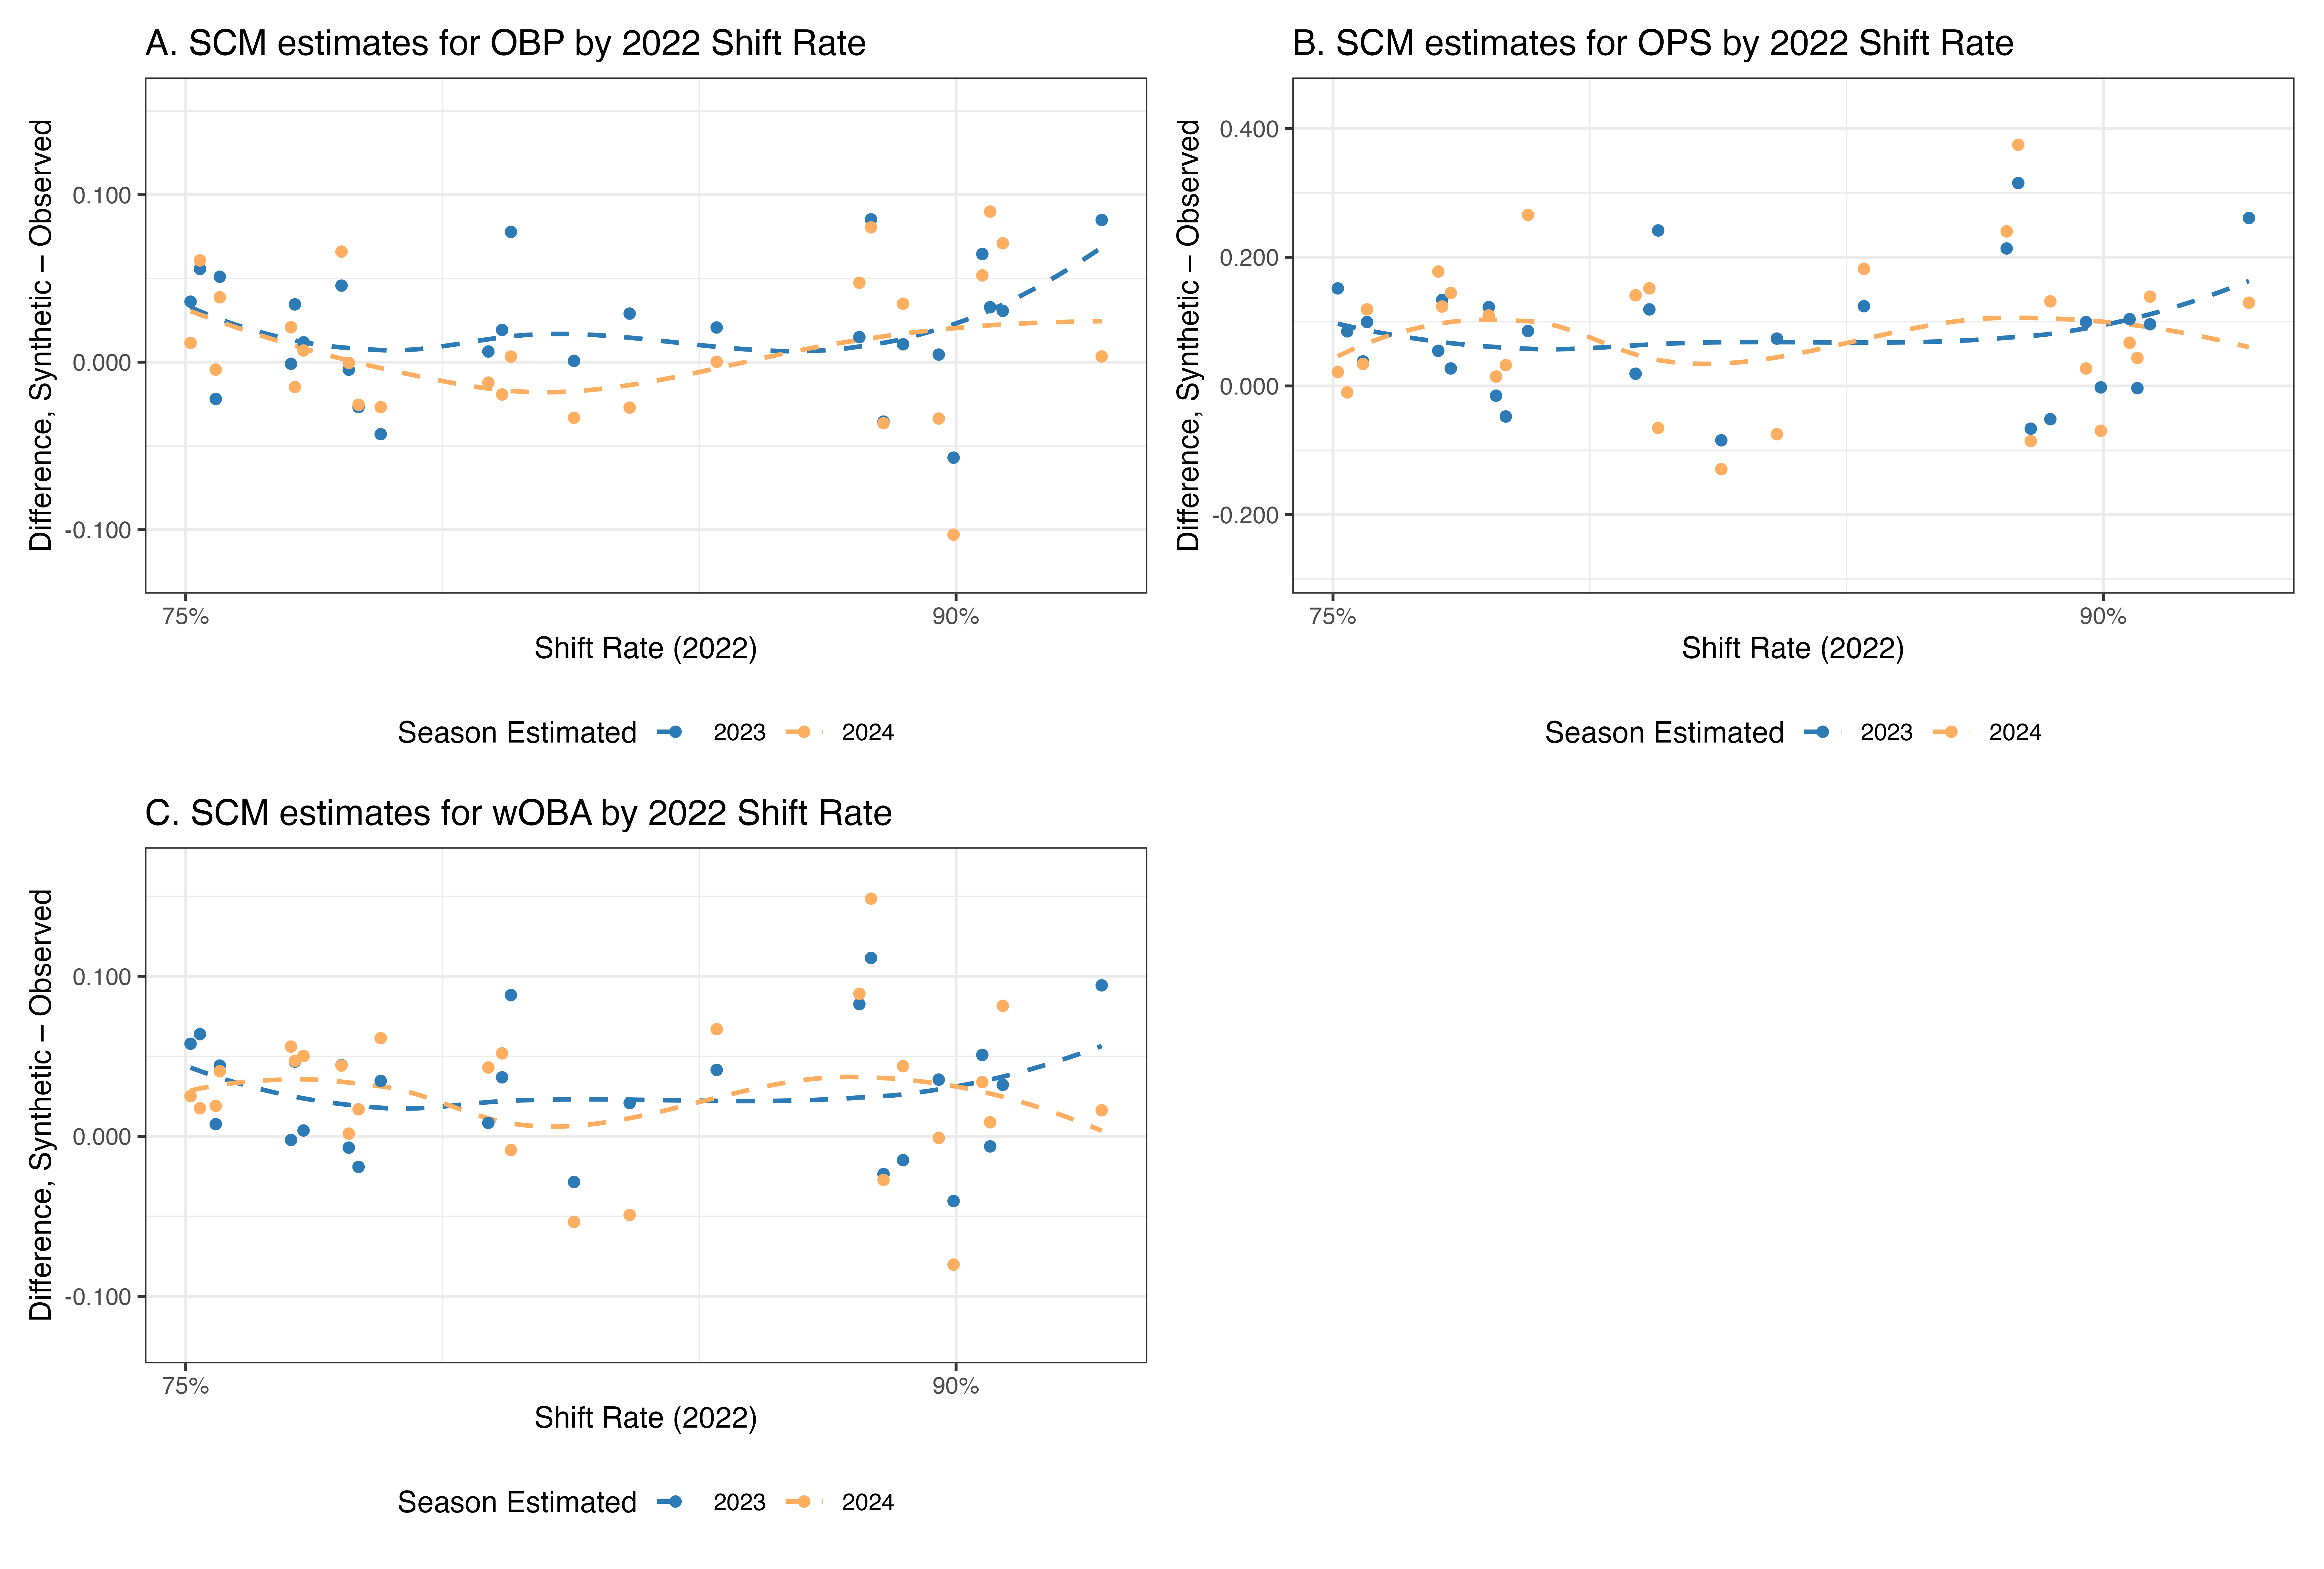 A. SCM estimates for OBP by 2022 Shift Rate
Difference, Synthetic – Observed
0.100
0.000
-0.100
75%
90%
Shift Rate (2022)
Season Estimated 2023 2024
B. SCM estimates for OPS by 2022 Shift Rate
Difference, Synthetic – Observed
0.400
0.200
0.000
-0.200
75%
90%
Shift Rate (2022)
Season Estimated 2023 2024
C. SCM estimates for wOBA by 2022 Shift Rate
Difference, Synthetic – Observed
0.100
0.000
-0.100
75%
90%
Shift Rate (2022)
Season Estimated 2023 2024